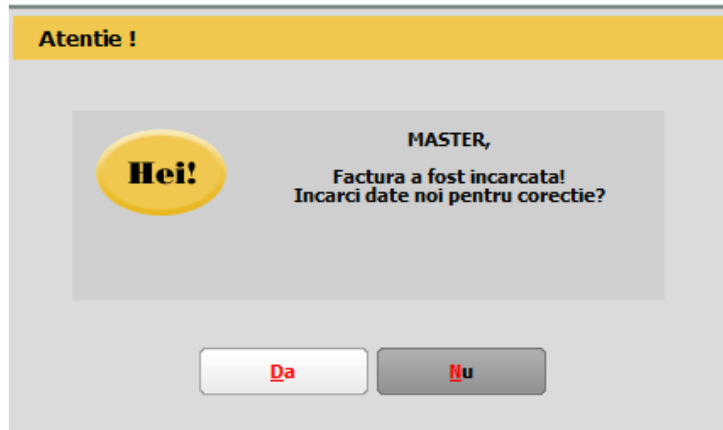 Atentie !
Hei!
MASTER,
Factura a fost incarcata!
Incarci date noi pentru corectie?
Da
Nu